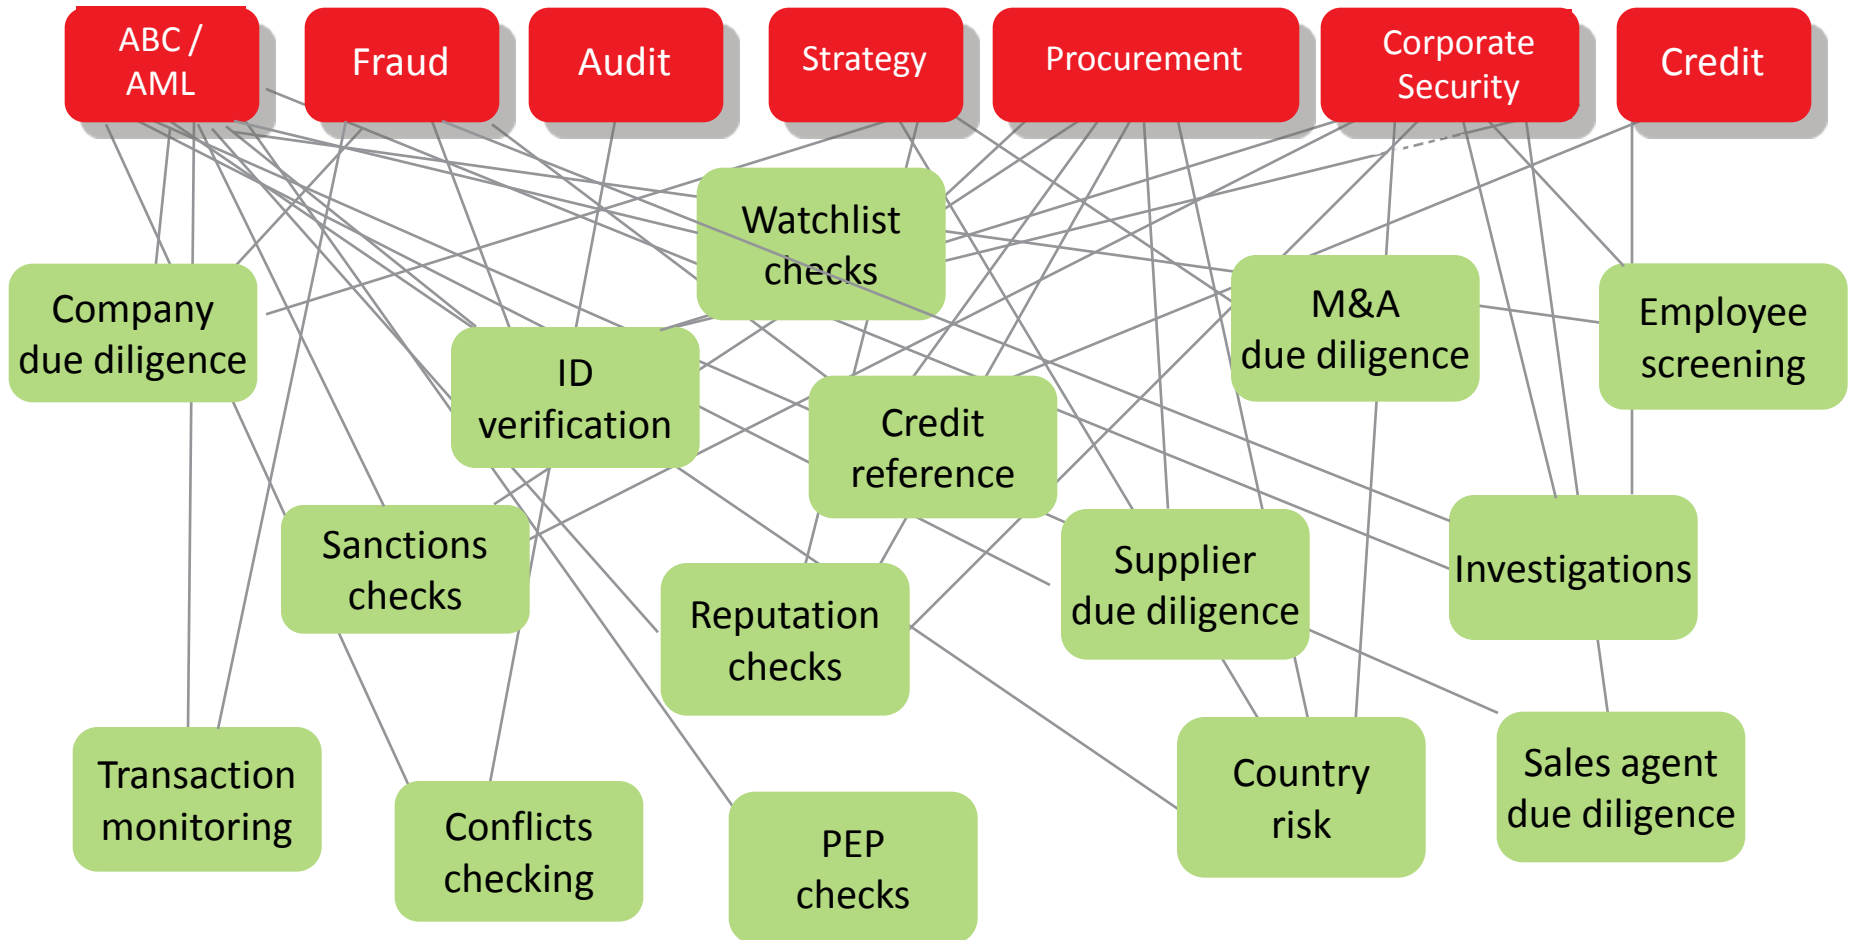 ABC /
AML
Fraud
Audit
Strategy
Procurement
Corporate
Security
Credit
Watchlist
checks
Company
due diligence
M&A
due diligence
Employee
screening
ID
verification
Credit
reference
Sanctions
checks
Reputation
checks
Supplier
due diligence
Investigations
Transaction
monitoring
Conflicts
checking
PEP
checks
Country
risk
Sales agent
due diligence